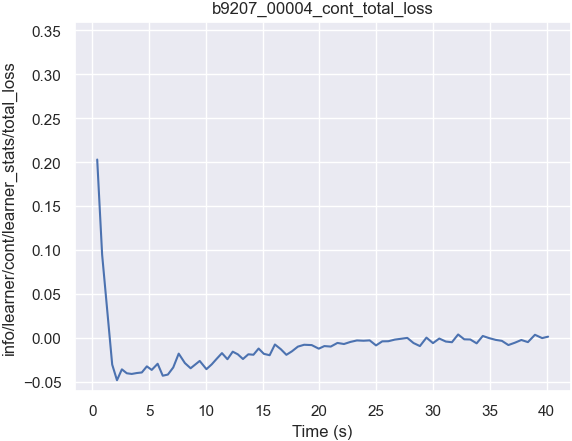 b9207_00004_cont_total_loss
info/learner/cont/learner_stats/total_loss
0.35
0.30
0.25
0.20
0.15
0.10
0.05
0.00
−0.05
0 5 10 15 20 25 30 35 40
Time (s)